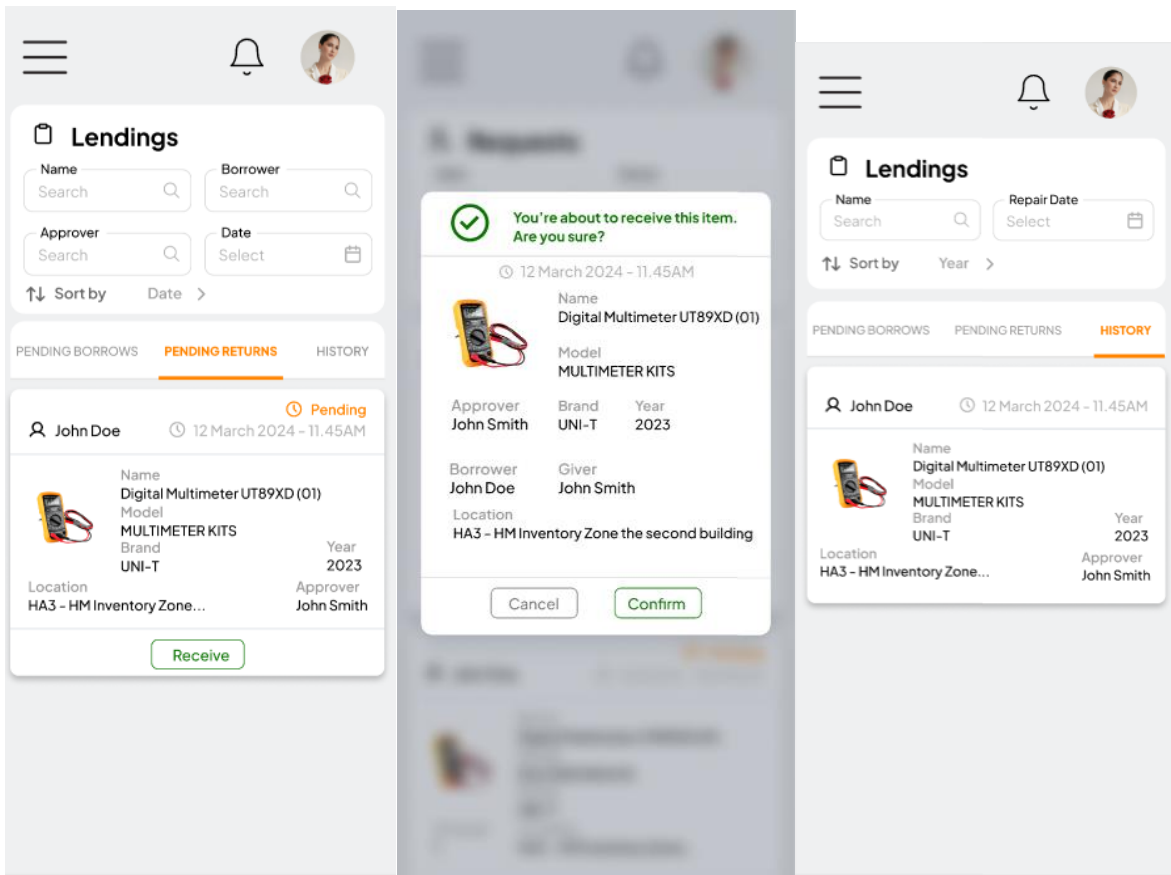 Lendings
Name
Borrower
Search
Search
Approver
Date
Search
Select
Sort by Date
PENDING BORROWS PENDING RETURNS HISTORY
Pending
John Doe 12 March 2024 - 11.45AM
Name
Digital Multimeter UT89XD (01)
Model
MULTIMETER KITS
Brand Year
UNI-T 2023
Location Approver
HA3 - HM Inventory Zone... John Smith
Receive
Requests
You're about to receive this item.
Are you sure?
12 March 2024 - 11.45AM
Name
Digital Multimeter UT89XD (01)
Model
MULTIMETER KITS
Approver Brand Year
John Smith UNI-T 2023
Borrower Giver
John Doe John Smith
Location
HA3 - HM Inventory Zone the second building
Cancel Confirm
Lendings
Name Repair Date
Search Select
Sort by Year
PENDING BORROWS PENDING RETURNS HISTORY
John Doe 12 March 2024 - 11.45AM
Name
Digital Multimeter UT89XD (01)
Model
MULTIMETER KITS
Brand Year
UNI-T 2023
Location Approver
HA3 - HM Inventory Zone... John Smith